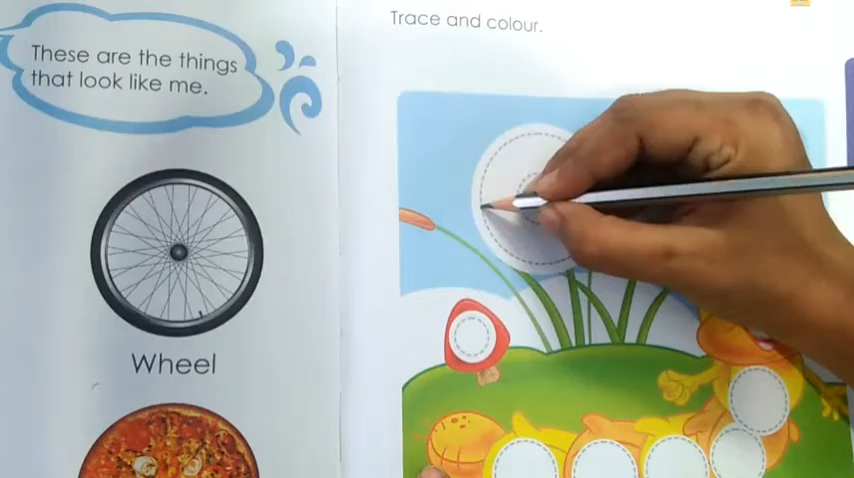 These are the things
that look like me.
Wheel
Trace and colour.